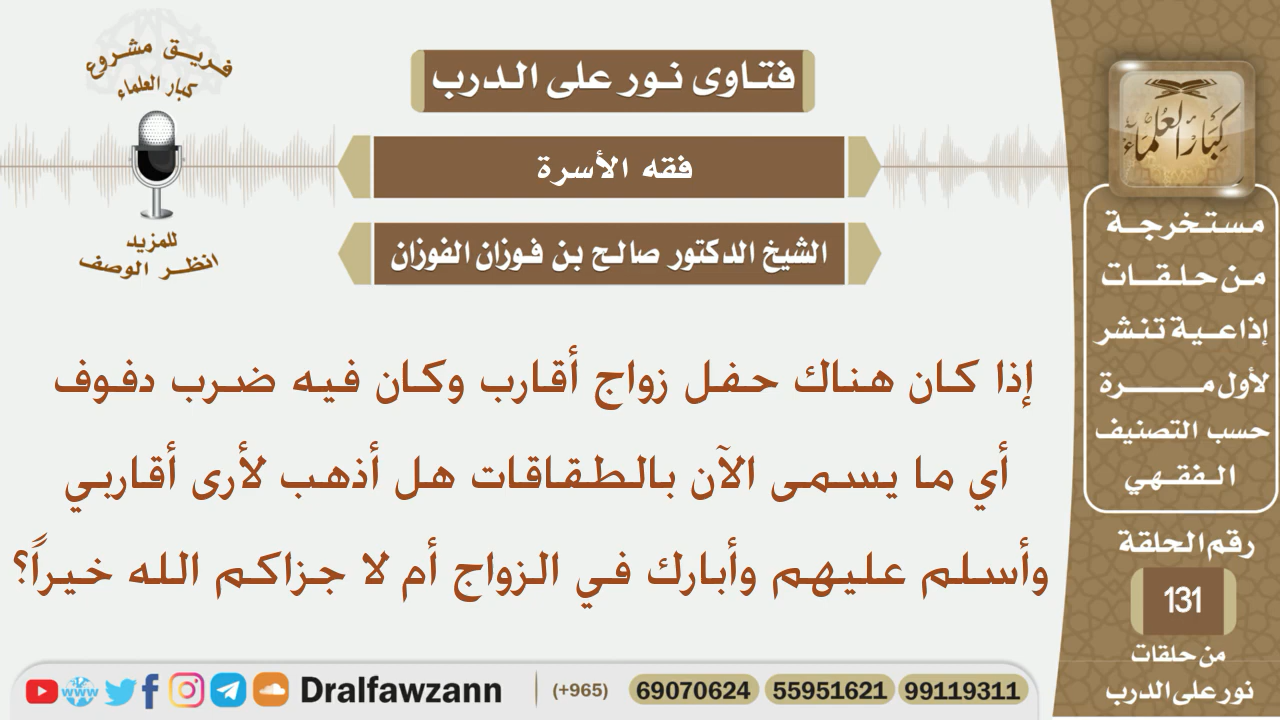 فريق مشروع
كبار العلماء
للمزيد
انظر الوصف
فتاوى نور على الدرب
فقه الأسرة
الشيخ الدكتور صالح بن فوزان الفوزان
إذا كان هناك حفل زواج أقارب وكان فيه ضرب دفوف
أي ما يسمى الآن بالطقاقات هل أذهب لأرى أقاربي
وأسلم عليهم وأبارك في الزواج أم لا جزاكم الله خيراً؟
كبار العلماء
مستخرجة
من حلقات
إذاعية تنشر
لأول مرة
حسب التصنيف
الفقهي
رقم الحلقة
131
من حلقات
نور على الدرب
www Dralfawzann (+965) 69070624 55951621 99119311